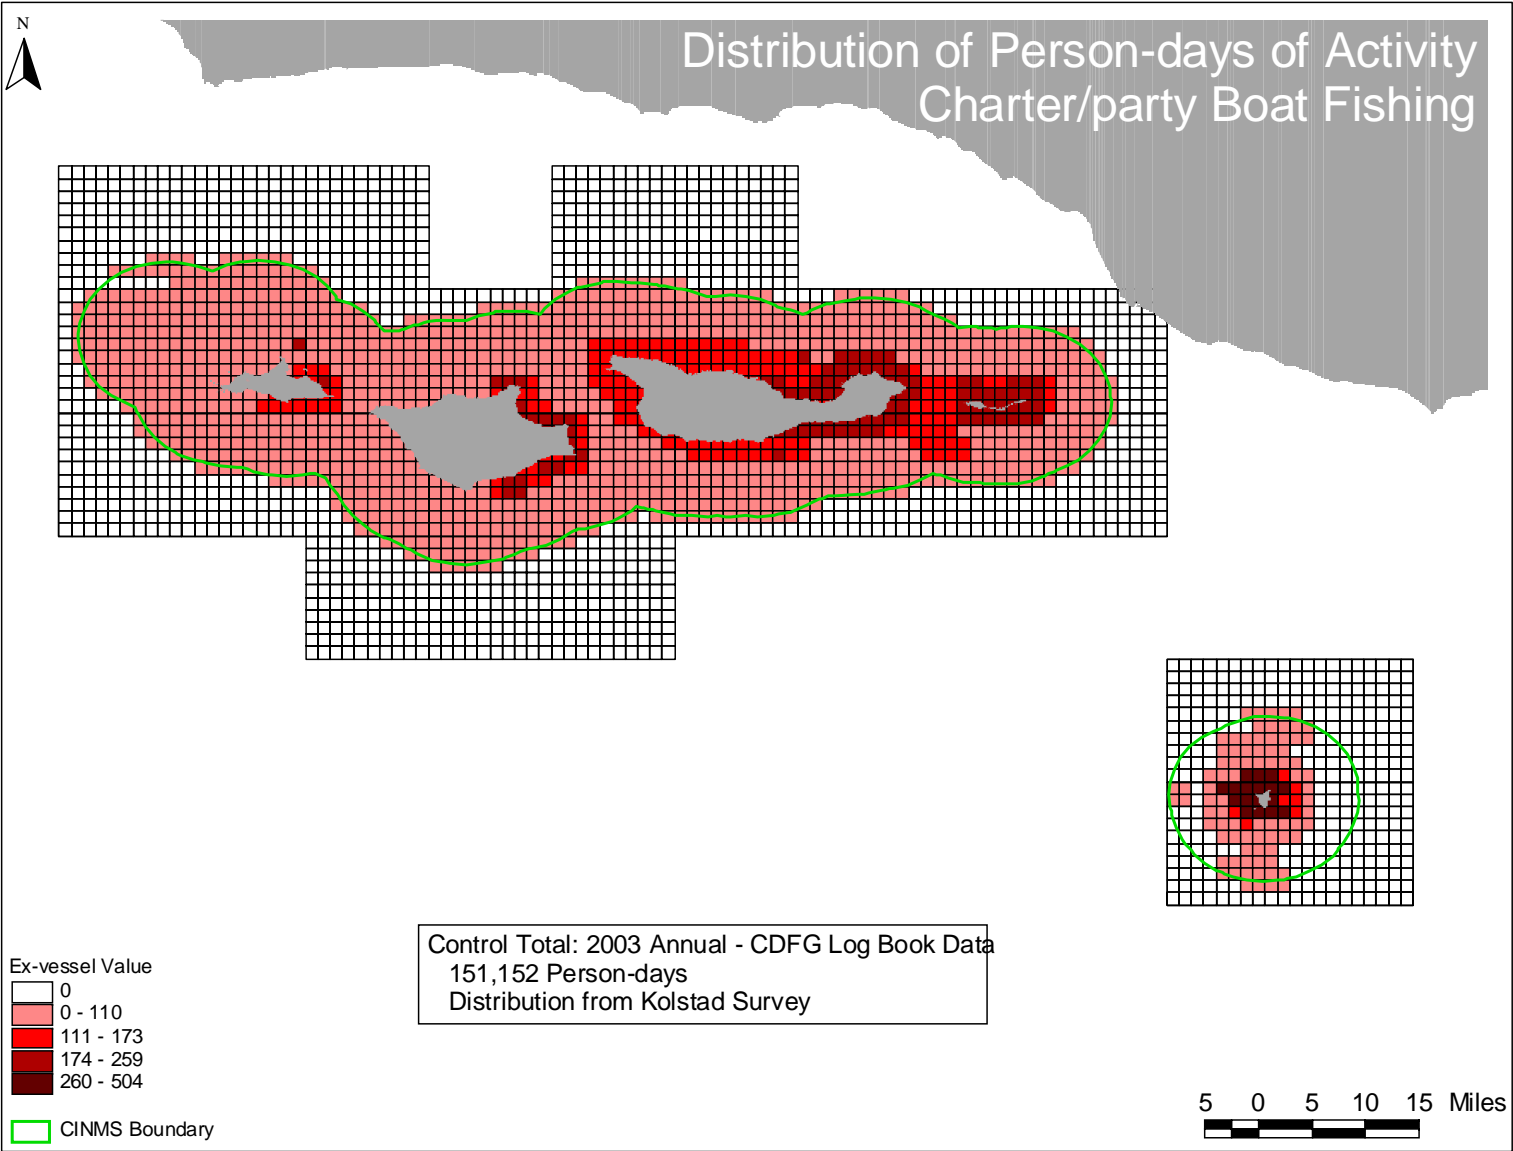 N
Distribution of Person-days of Activity
Charter/party Boat Fishing
Control Total: 2003 Annual - CDFG Log Book Data
151,152 Person-days
Distribution from Kolstad Survey
Ex-vessel Value
0
0 - 110
111 - 173
174 - 259
260 - 504
CINMS Boundary
5 0 5 10 15 Miles